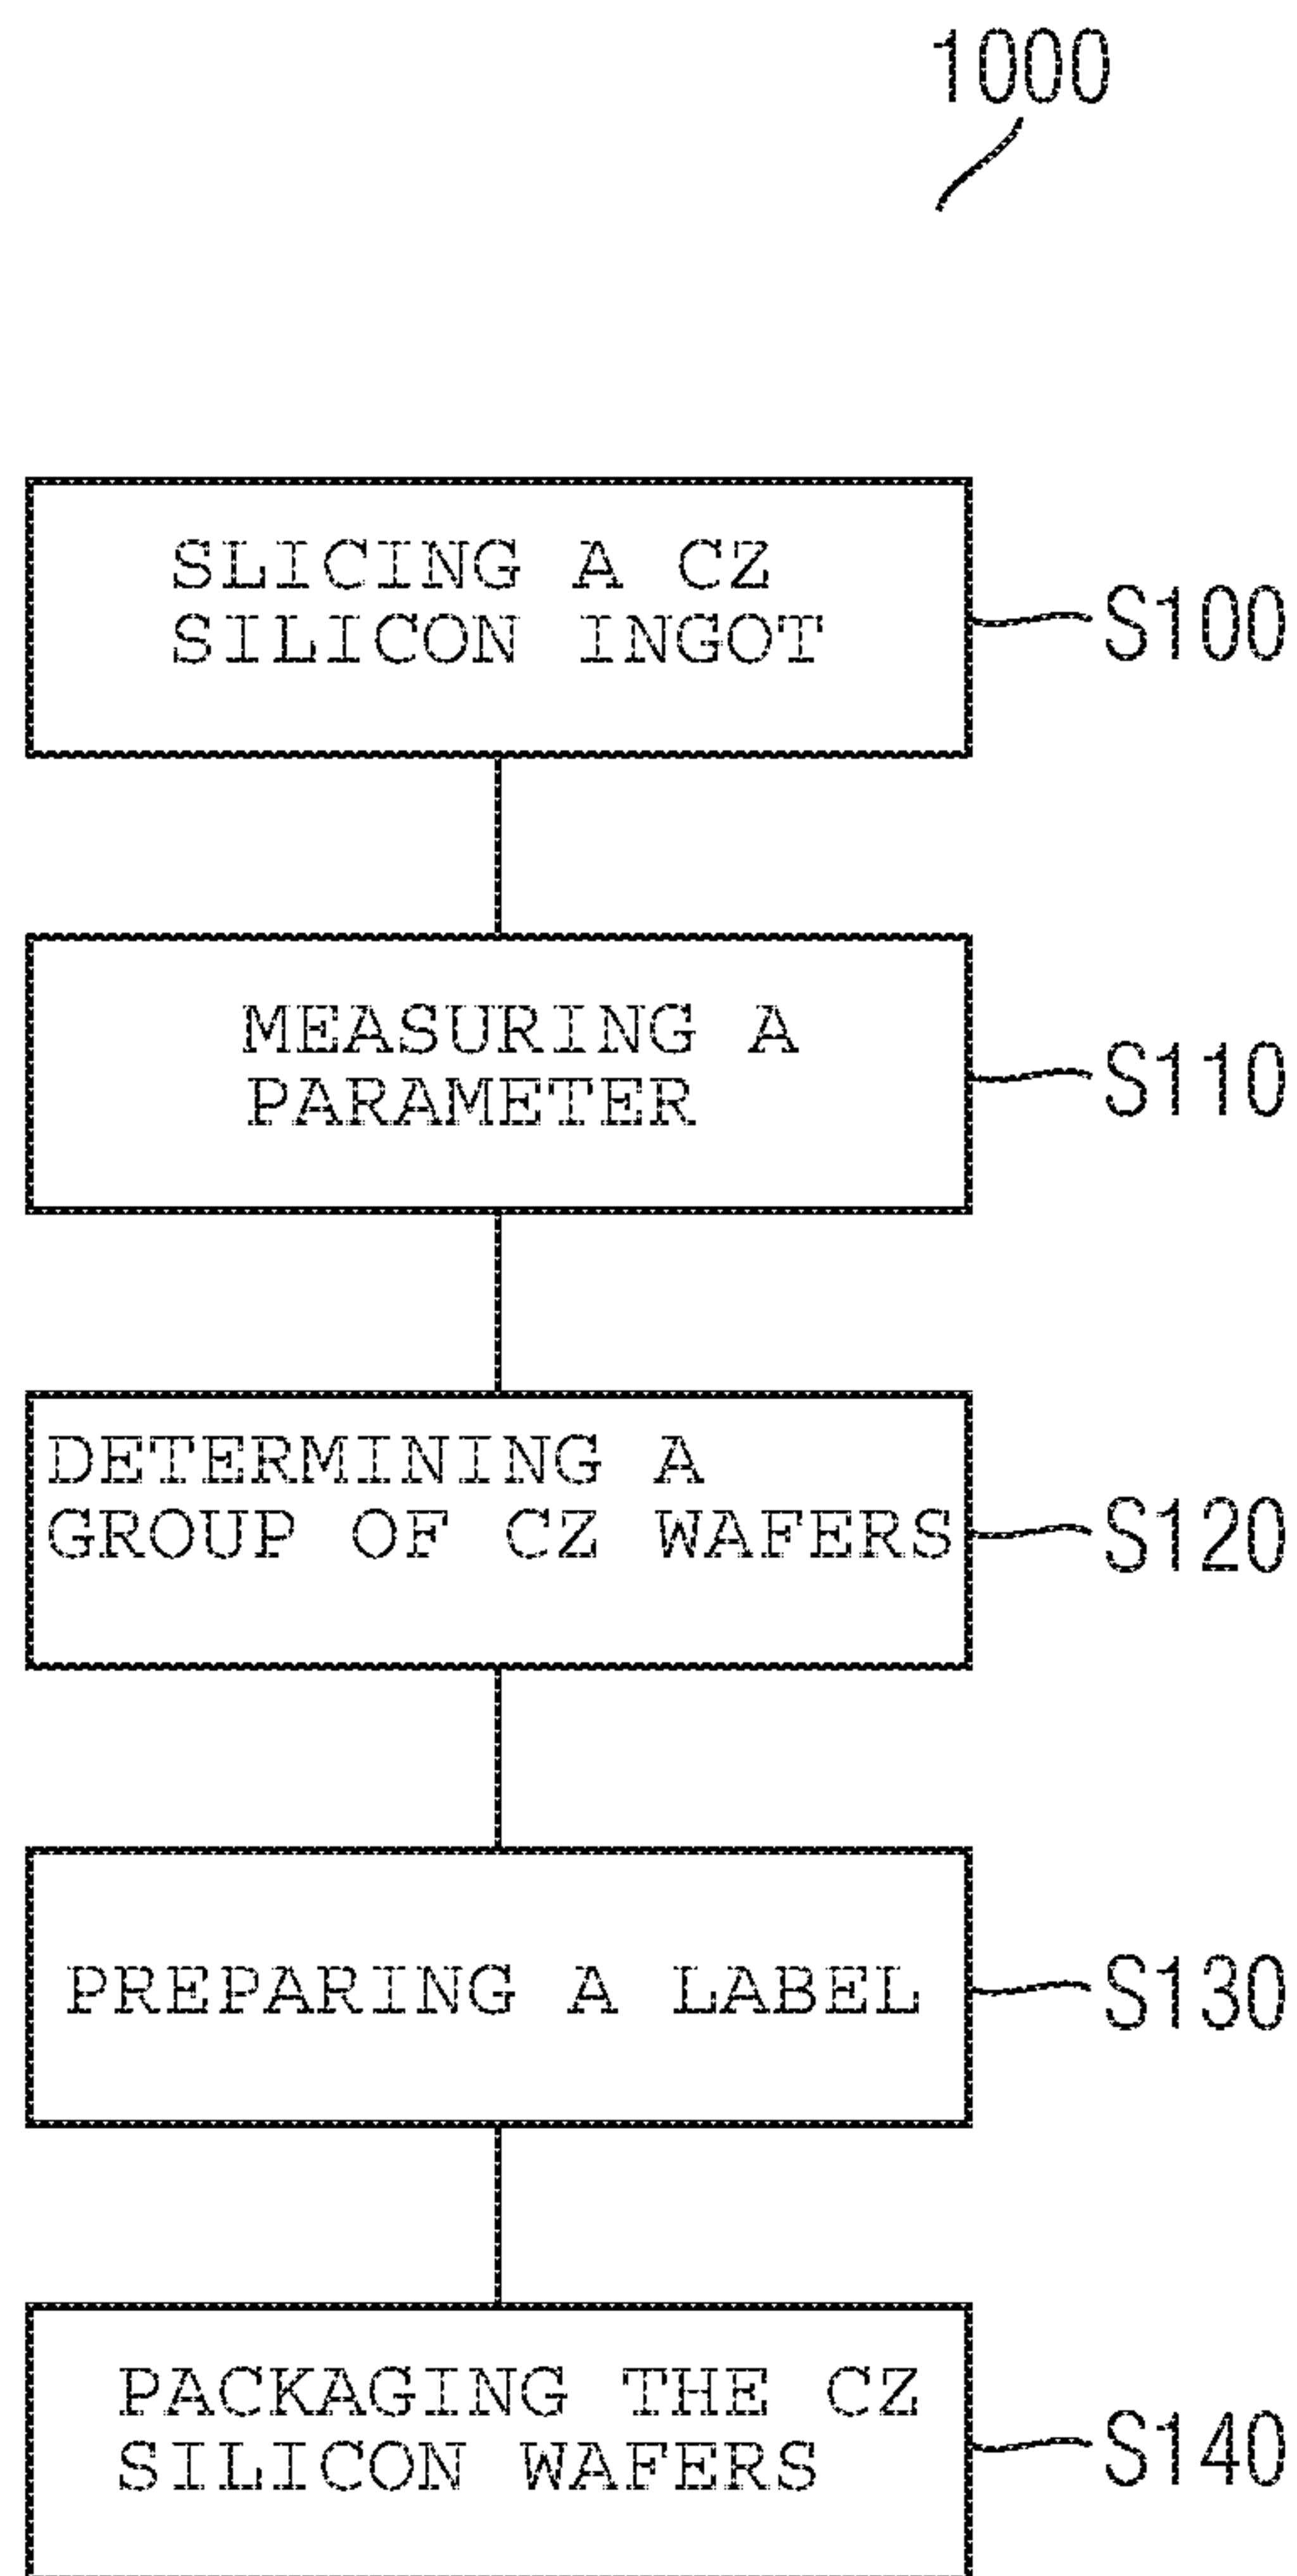 1000
SLICING A CZ
SILICON INGOT
S100
MEASURING A
PARAMETER
S110
DETERMINING A
GROUP OF CZ WAFERS
S120
PREPARING A LABEL
S130
PACKAGING THE CZ
SILICON WAFERS
S140